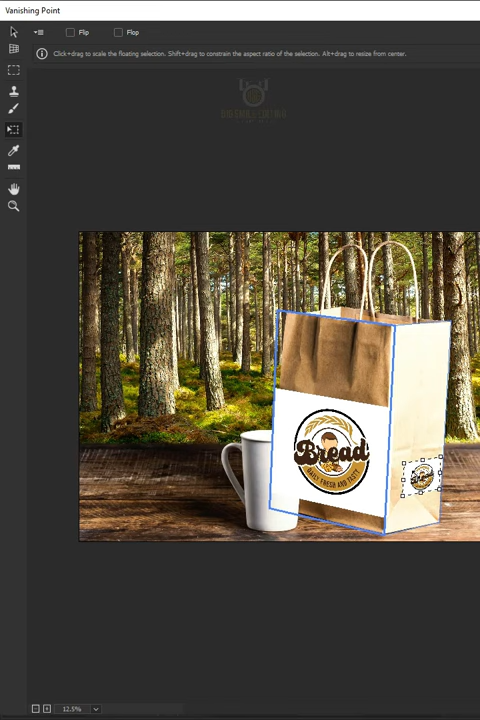 Vanishing Point
Flip
Flop
Click+drag to scale the floating selection. Shift+drag to constrain the aspect ratio of the selection. Alt+drag to resize from center.
Bread
DAILY FRESH AND TASTY
Bread
12.5%